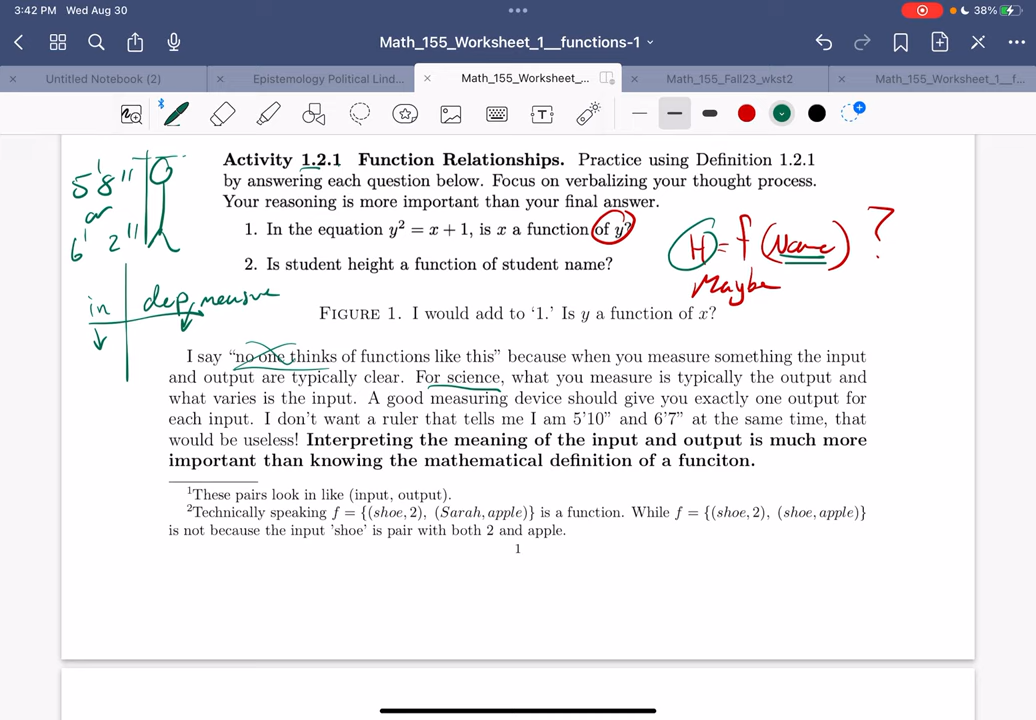 3:42 PM Wed Aug 30
38%
Math_155_Worksheet_1__functions-1
Untitled Notebook (2)
Epistemology Political Lind...
Math_155_Worksheet_...
Math_155_Fall23_wkst2
Math_155_Worksheet_1__f...
Activity 1.2.1 Function Relationships. Practice using Definition 1.2.1
by answering each question below. Focus on verbalizing your thought process.
Your reasoning is more important than your final answer.
1. In the equation y² = x + 1, is x a function of y?
2. Is student height a function of student name?
5'8"
or
6' 2"
H = f(Name) ?
Maybe
in dep, measure
FIGURE 1. I would add to ‘1.’ Is y a function of x?
I say “no one thinks of functions like this” because when you measure something the input
and output are typically clear. For science, what you measure is typically the output and
what varies is the input. A good measuring device should give you exactly one output for
each input. I don't want a ruler that tells me I am 5'10” and 6'7” at the same time, that
would be useless! Interpreting the meaning of the input and output is much more
important than knowing the mathematical definition of a funciton.
¹These pairs look in like (input, output).
²Technically speaking f = {(shoe, 2), (Sarah, apple)} is a function. While f = {(shoe, 2), (shoe, apple)}
is not because the input 'shoe' is pair with both 2 and apple.
1